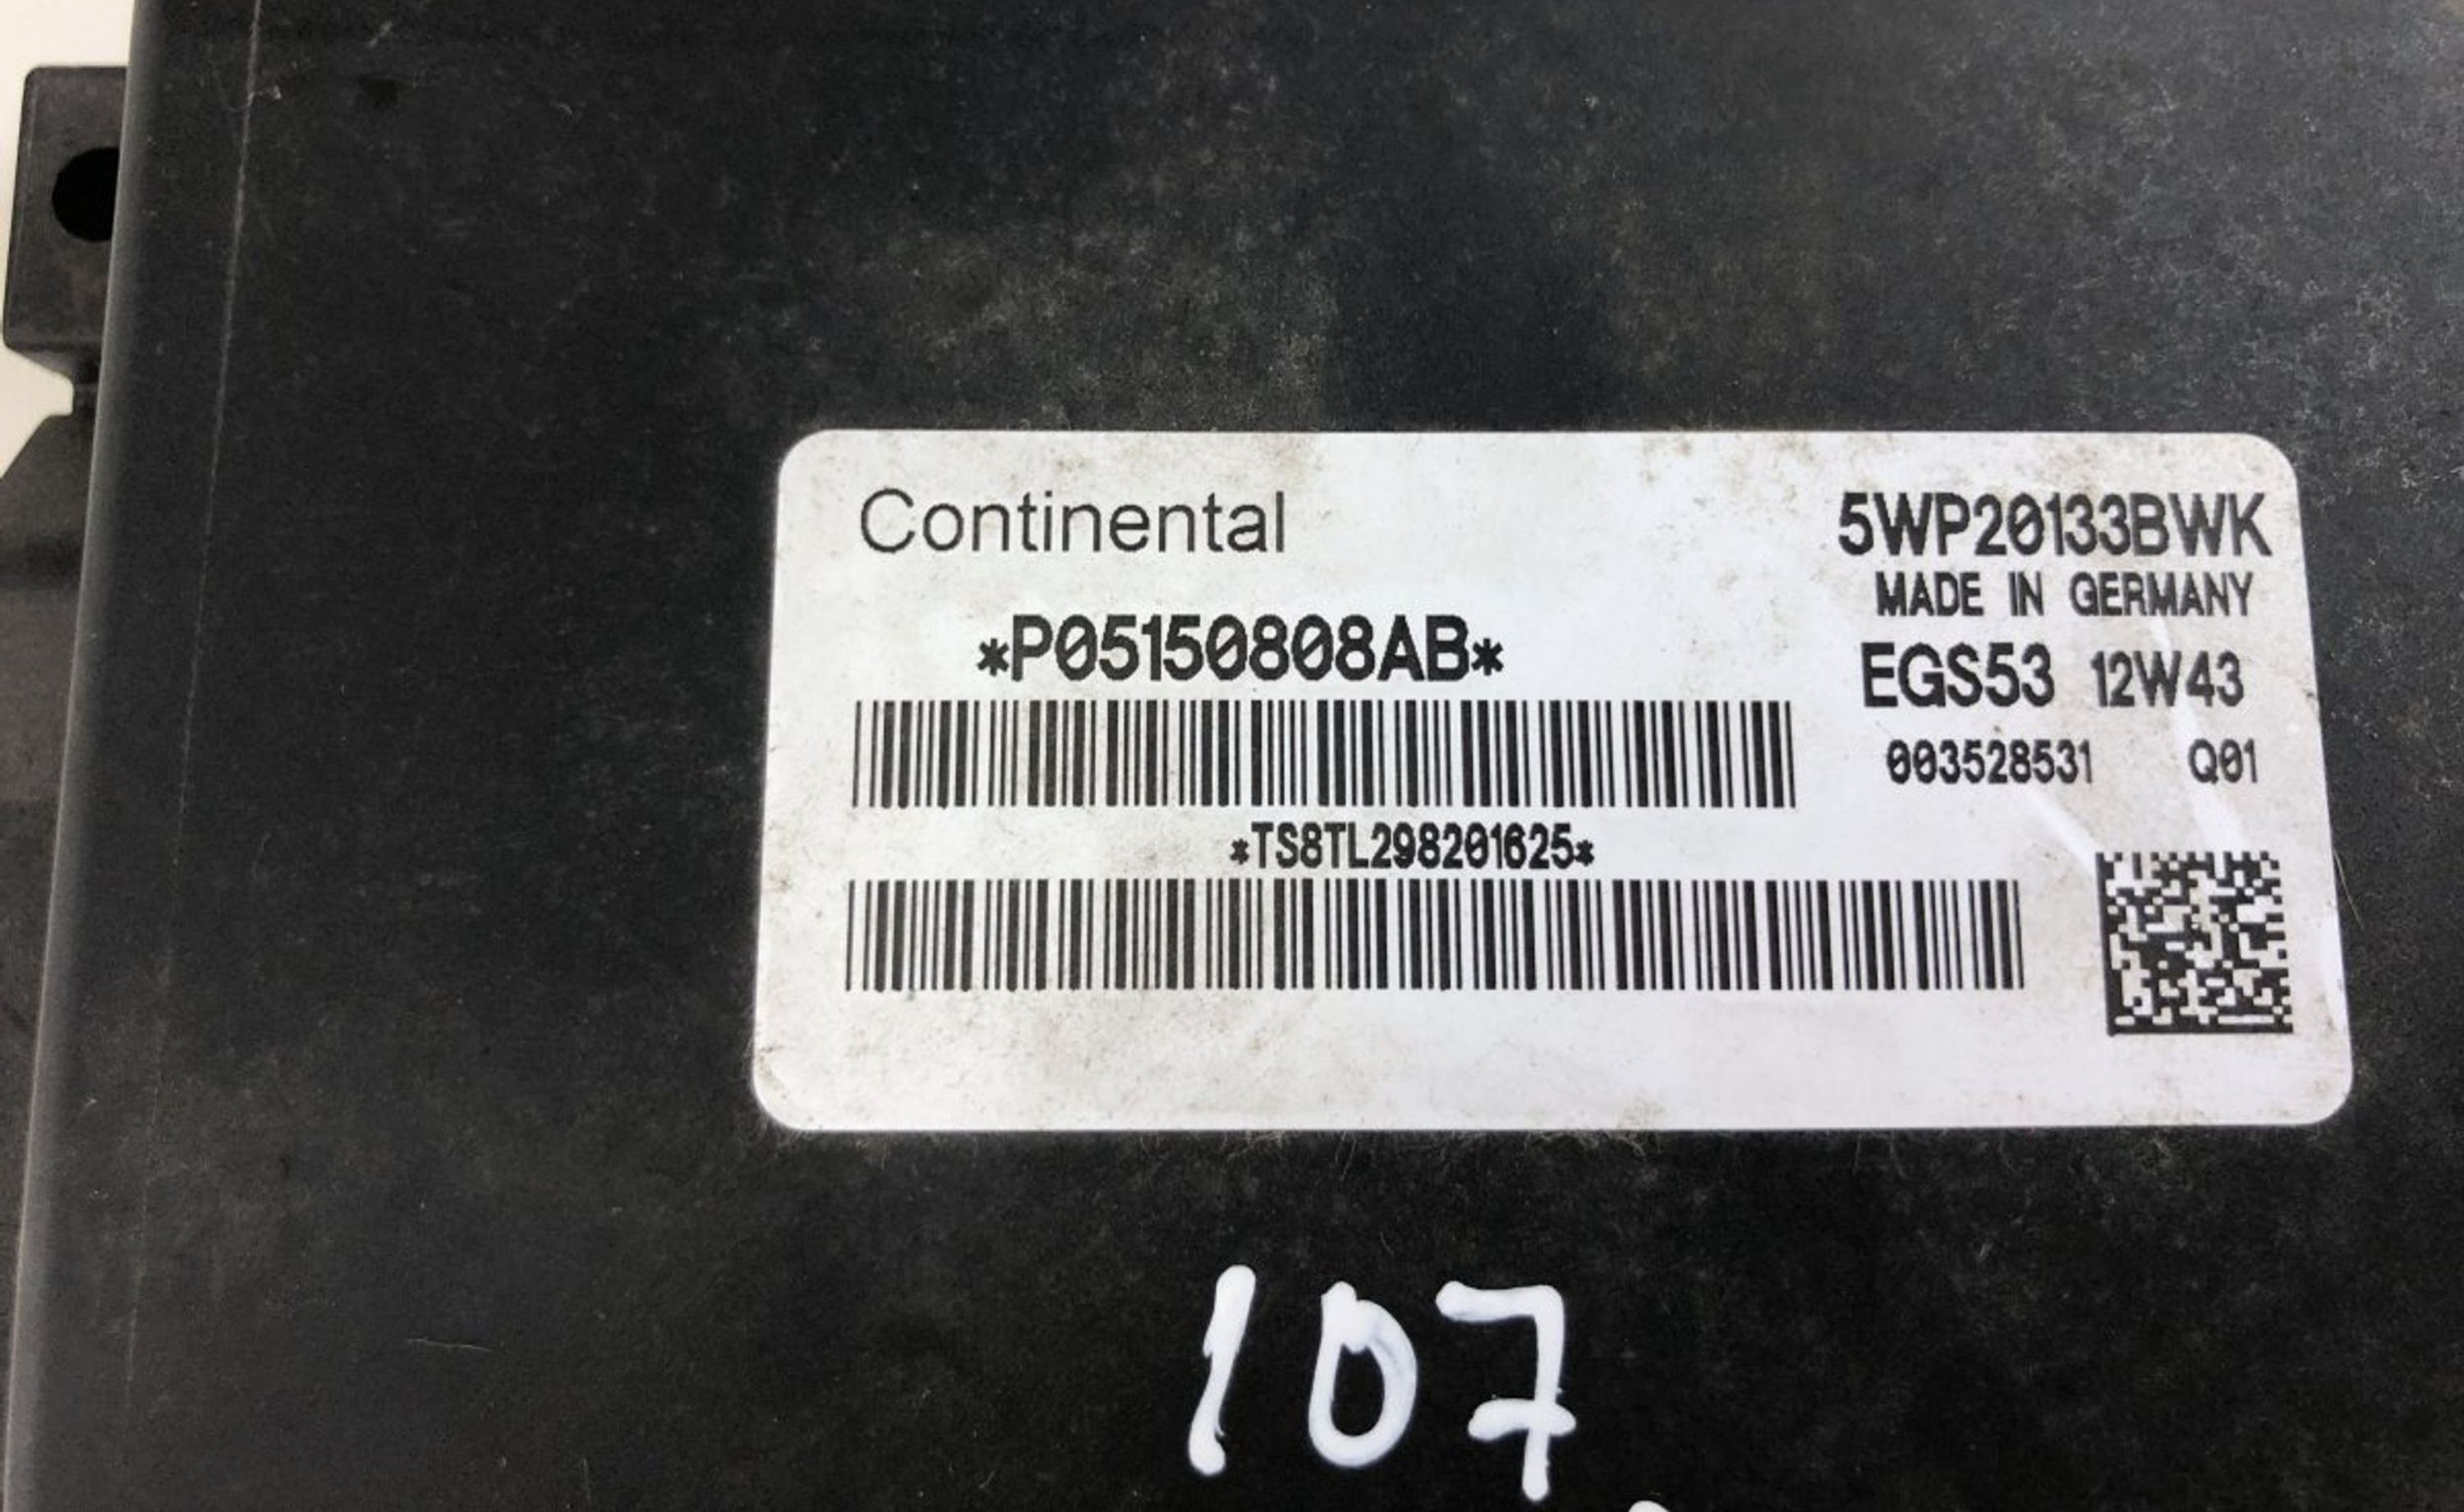 Continental
5WP20133BWK
MADE IN GERMANY
*P05150808AB*
EGS53 12W43
003528531 Q01
*TS8TL298201625*
107